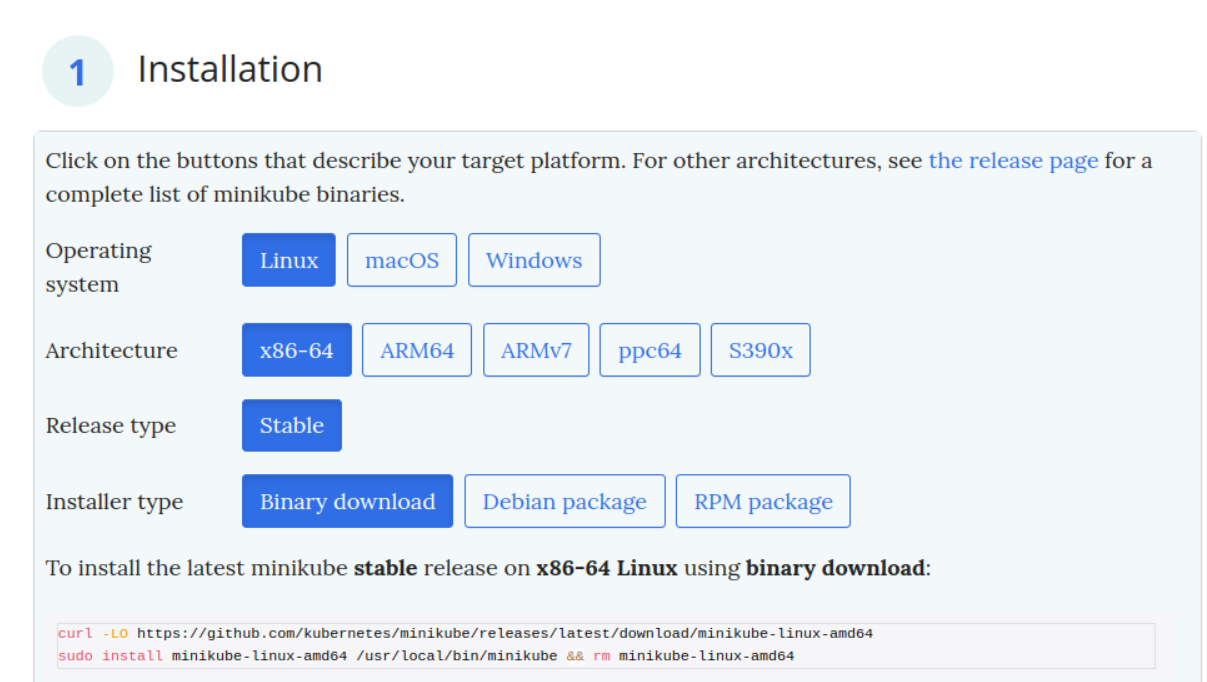 1 Installation
Click on the buttons that describe your target platform. For other architectures, see the release page for a
complete list of minikube binaries.
Operating
system
Linux macOS Windows
Architecture x86-64 ARM64 ARMv7 ppc64 S390x
Release type Stable
Installer type Binary download Debian package RPM package
To install the latest minikube stable release on x86-64 Linux using binary download:
curl -LO https://github.com/kubernetes/minikube/releases/latest/download/minikube-linux-amd64
sudo install minikube-linux-amd64 /usr/local/bin/minikube && rm minikube-linux-amd64